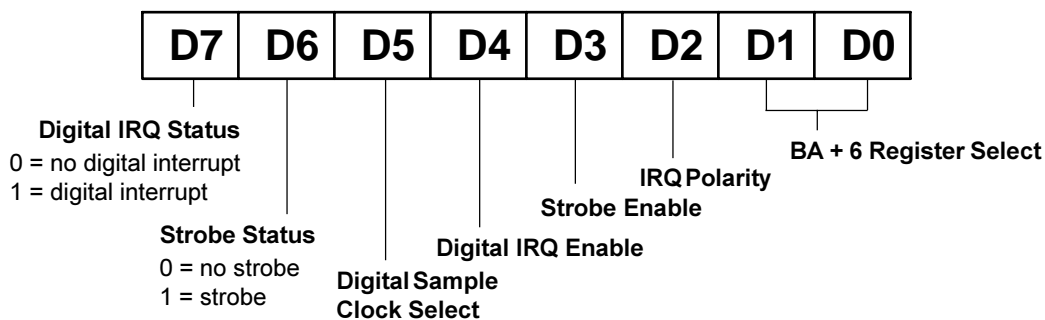 D7 D6 D5 D4 D3 D2 D1 D0
Digital IRQ Status
0 = no digital interrupt
1 = digital interrupt
Strobe Status
0 = no strobe
1 = strobe
Digital Sample
Clock Select
Digital IRQ Enable
Strobe Enable
IRQ Polarity
BA + 6 Register Select